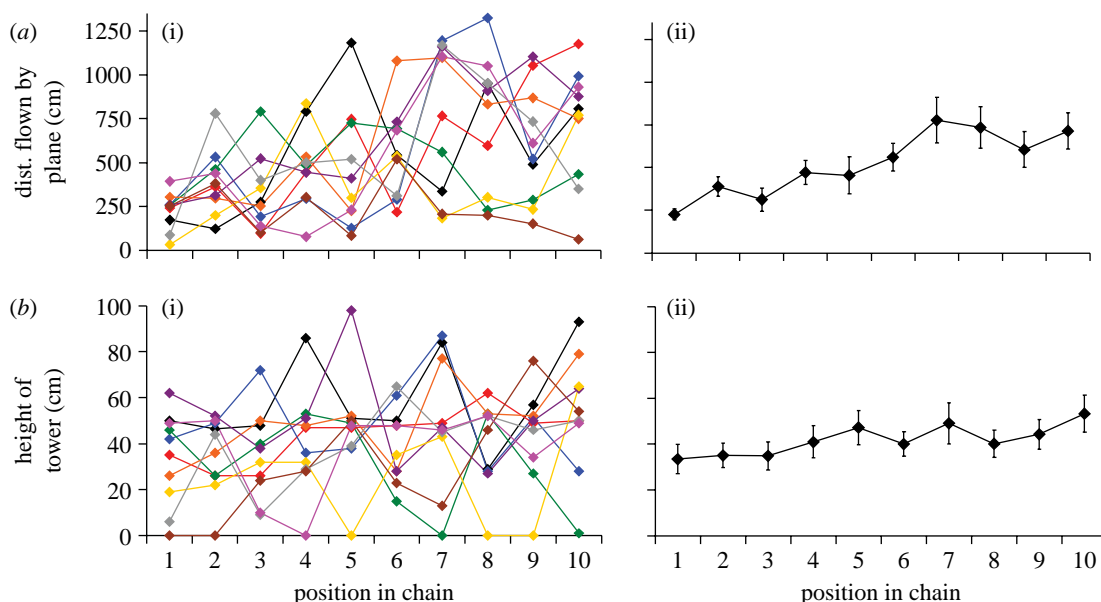 (a)
(i)
(ii)
dist. flown by
plane (cm)
1250
1000
750
500
250
0
(b)
(i)
(ii)
height of
tower (cm)
100
80
60
40
20
0
1 2 3 4 5 6 7 8 9 10
1 2 3 4 5 6 7 8 9 10
position in chain
position in chain